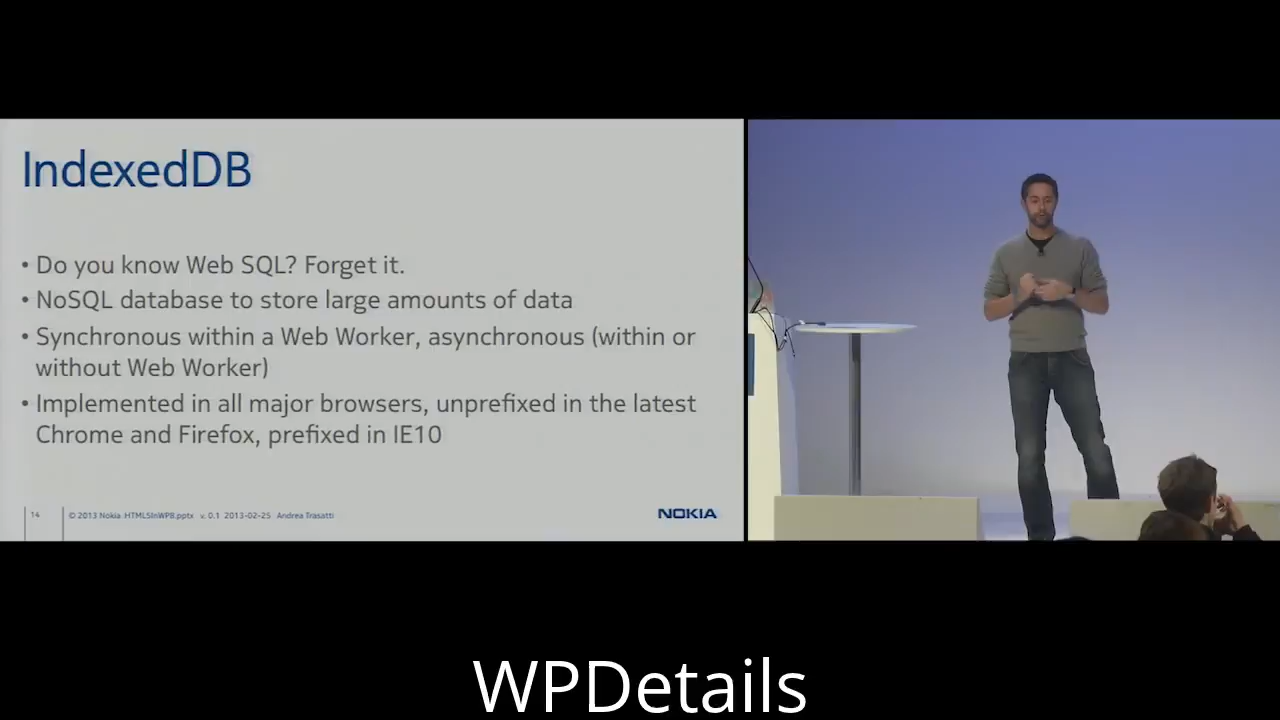 IndexedDB
• Do you know Web SQL? Forget it.
• NoSQL database to store large amounts of data
• Synchronous within a Web Worker, asynchronous (within or
without Web Worker)
• Implemented in all major browsers, unprefixed in the latest
Chrome and Firefox, prefixed in IE10
14 © 2013 Nokia HTML5InWP8.pptx v. 0.1 2013-02-25 Andrea Trasatti
NOKIA
WPDetails